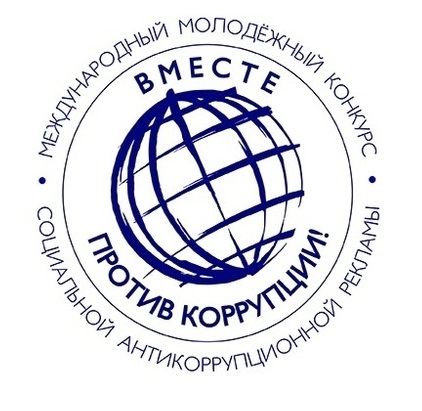 МЕЖДУНАРОДНЫЙ МОЛОДЁЖНЫЙ КОНКУРС
СОЦИАЛЬНОЙ АНТИКОРРУПЦИОННОЙ РЕКЛАМЫ
ВМЕСТЕ
ПРОТИВ КОРРУПЦИИ!